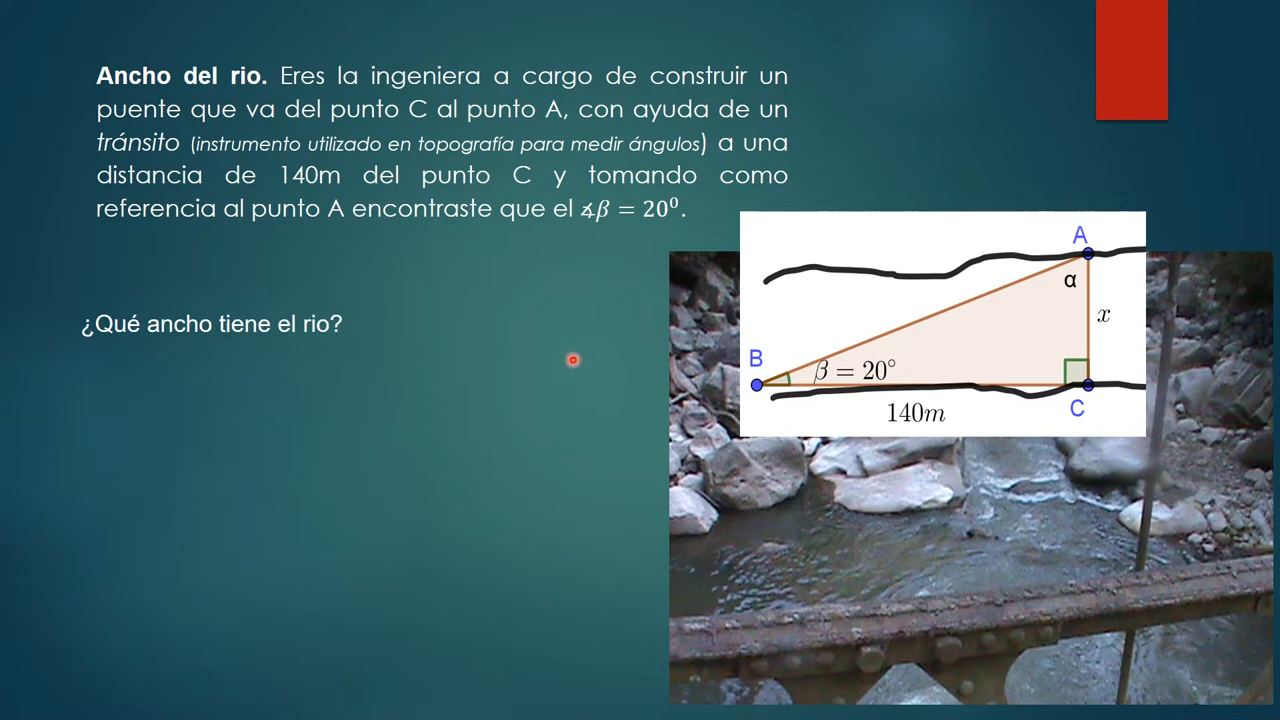 Ancho del rio. Eres la ingeniera a cargo de construir un
puente que va del punto C al punto A, con ayuda de un
tránsito (instrumento utilizado en topografía para medir ángulos) a una
distancia de 140m del punto C y tomando como
referencia al punto A encontraste que el ∡β = 20⁰.
¿Qué ancho tiene el rio?
A
α
x
B
β = 20°
C
140m